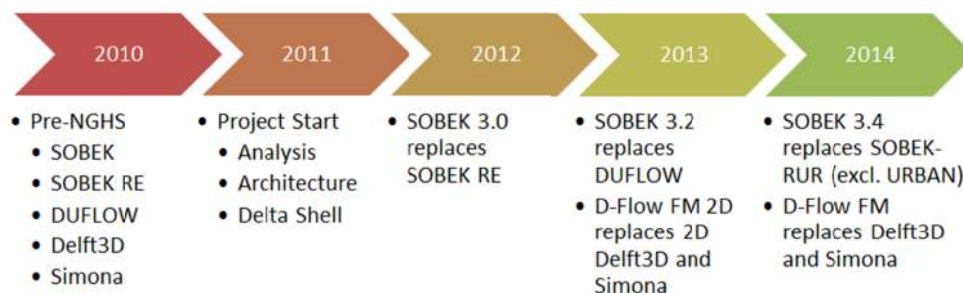 2010
2011
2012
2013
2014
• Pre-NGHS
• SOBEK
• SOBEK RE
• DUFLOW
• Delft3D
• Simona
• Project Start
• Analysis
• Architecture
• Delta Shell
• SOBEK 3.0
replaces
SOBEK RE
• SOBEK 3.2
replaces
DUFLOW
• D-Flow FM 2D
replaces 2D
Delft3D and
Simona
• SOBEK 3.4
replaces SOBEK-
RUR (excl. URBAN)
• D-Flow FM
replaces Delft3D
and Simona